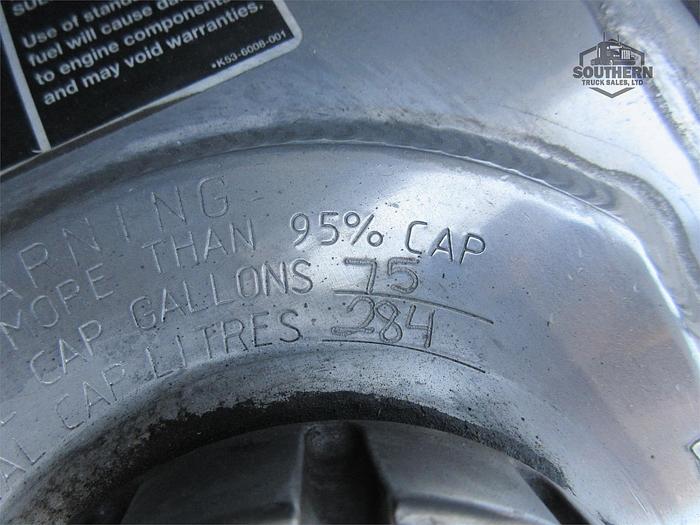 Use of stand
fuel will cause da
to engine component
and may void warranties.
•K53-6008-001
SOUTHERN
TRUCK SALES, LTD
WARNING
MORE THAN 95% CAP
CAP GALLONS 75
CAP LITRES 284